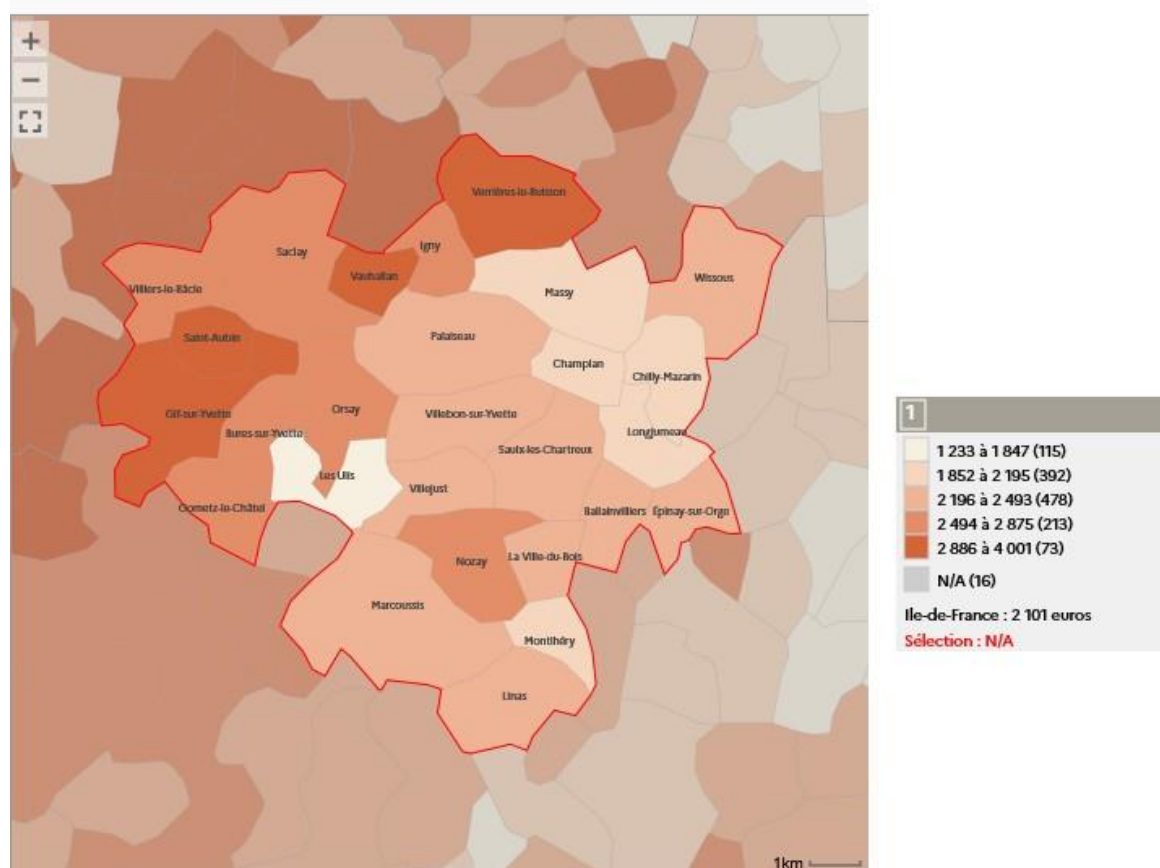 +
−
Verrières-le-Buisson
Igny
Saclay
Vauhallan
Wissous
Villiers-le-Bâcle
Massy
Saint-Aubin
Palaiseau
Champlan
Chilly-Mazarin
Orsay
Gif-sur-Yvette
Villebon-sur-Yvette
Bures-sur-Yvette
Longjumeau
Saulx-les-Chartreux
Les Ulis
Villejust
Gometz-le-Châtel
Ballainvilliers
Épinay-sur-Orge
La Ville-du-Bois
Nozay
Marcoussis
Montlhéry
Linas
1km
1
1 233 à 1 847 (115)
1 852 à 2 195 (392)
2 196 à 2 493 (478)
2 494 à 2 875 (213)
2 886 à 4 001 (73)
N/A (16)
Ile-de-France : 2 101 euros
Sélection : N/A